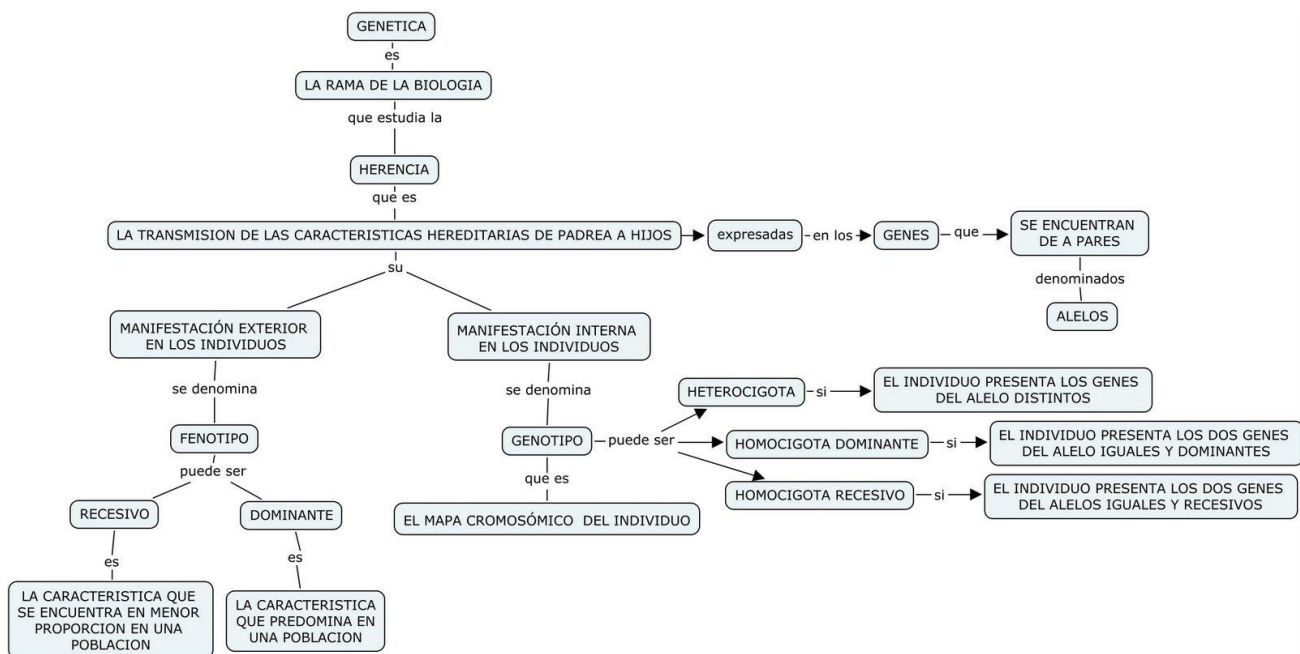 GENETICA
es
LA RAMA DE LA BIOLOGIA
que estudia la
HERENCIA
que es
LA TRANSMISION DE LAS CARACTERISTICAS HEREDITARIAS DE PADREA A HIJOS
expresadas
en los
GENES
que
SE ENCUENTRAN
DE A PARES
denominados
ALELOS
su
MANIFESTACIÓN EXTERIOR
EN LOS INDIVIDUOS
se denomina
FENOTIPO
puede ser
RECESIVO
es
LA CARACTERISTICA QUE
SE ENCUENTRA EN MENOR
PROPORCION EN UNA
POBLACION
DOMINANTE
es
LA CARACTERISTICA
QUE PREDOMINA EN
UNA POBLACION
MANIFESTACIÓN INTERNA
EN LOS INDIVIDUOS
se denomina
GENOTIPO
que es
EL MAPA CROMOSÓMICO DEL INDIVIDUO
puede ser
HETEROCIGOTA
si
EL INDIVIDUO PRESENTA LOS GENES
DEL ALELO DISTINTOS
HOMOCIGOTA DOMINANTE
si
EL INDIVIDUO PRESENTA LOS DOS GENES
DEL ALELO IGUALES Y DOMINANTES
HOMOCIGOTA RECESIVO
si
EL INDIVIDUO PRESENTA LOS DOS GENES
DEL ALELOS IGUALES Y RECESIVOS